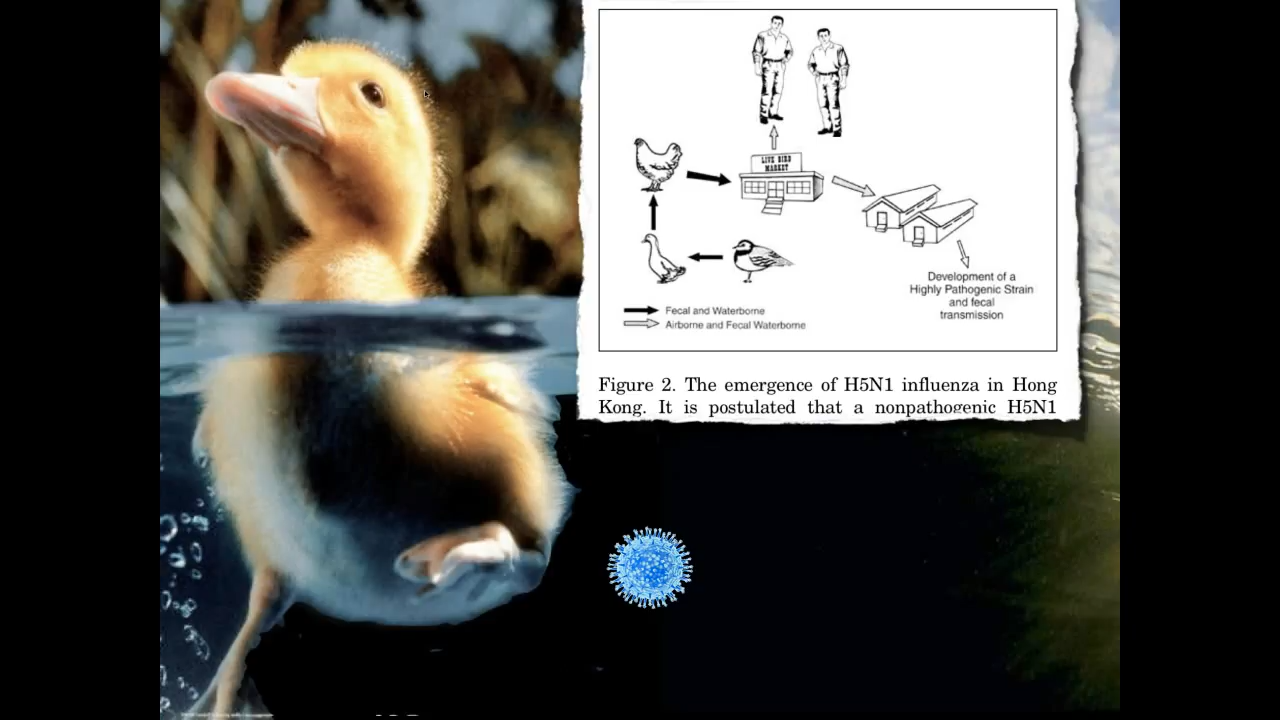 LIVE BIRD
MARKET
Development of a
Highly Pathogenic Strain
and fecal
transmission
Fecal and Waterborne
Airborne and Fecal Waterborne
Figure 2. The emergence of H5N1 influenza in Hong
Kong. It is postulated that a nonpathogenic H5N1